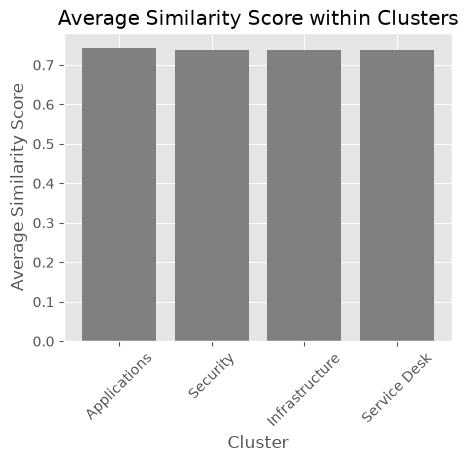 Average Similarity Score within Clusters
Average Similarity Score
0.7
0.6
0.5
0.4
0.3
0.2
0.1
0.0
Applications
Security
Infrastructure
Service Desk
Cluster